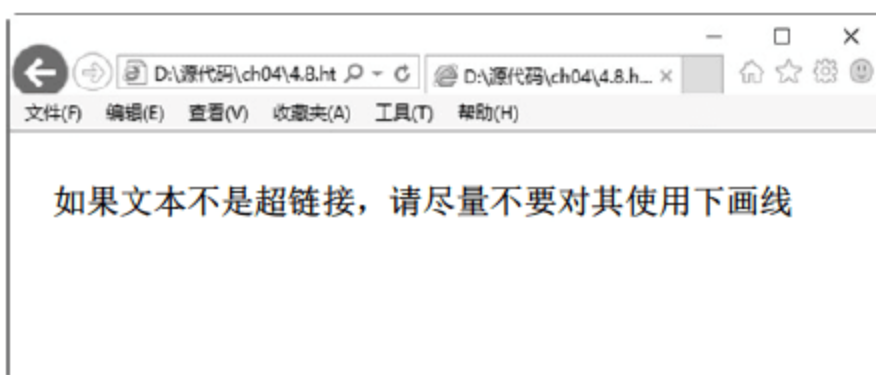 D:\源代码\ch04\4.8.ht D:\源代码\ch04\4.8.h...
文件(F) 编辑(E) 查看(V) 收藏夹(A) 工具(T) 帮助(H)
如果文本不是超链接，请尽量不要对其使用下画线